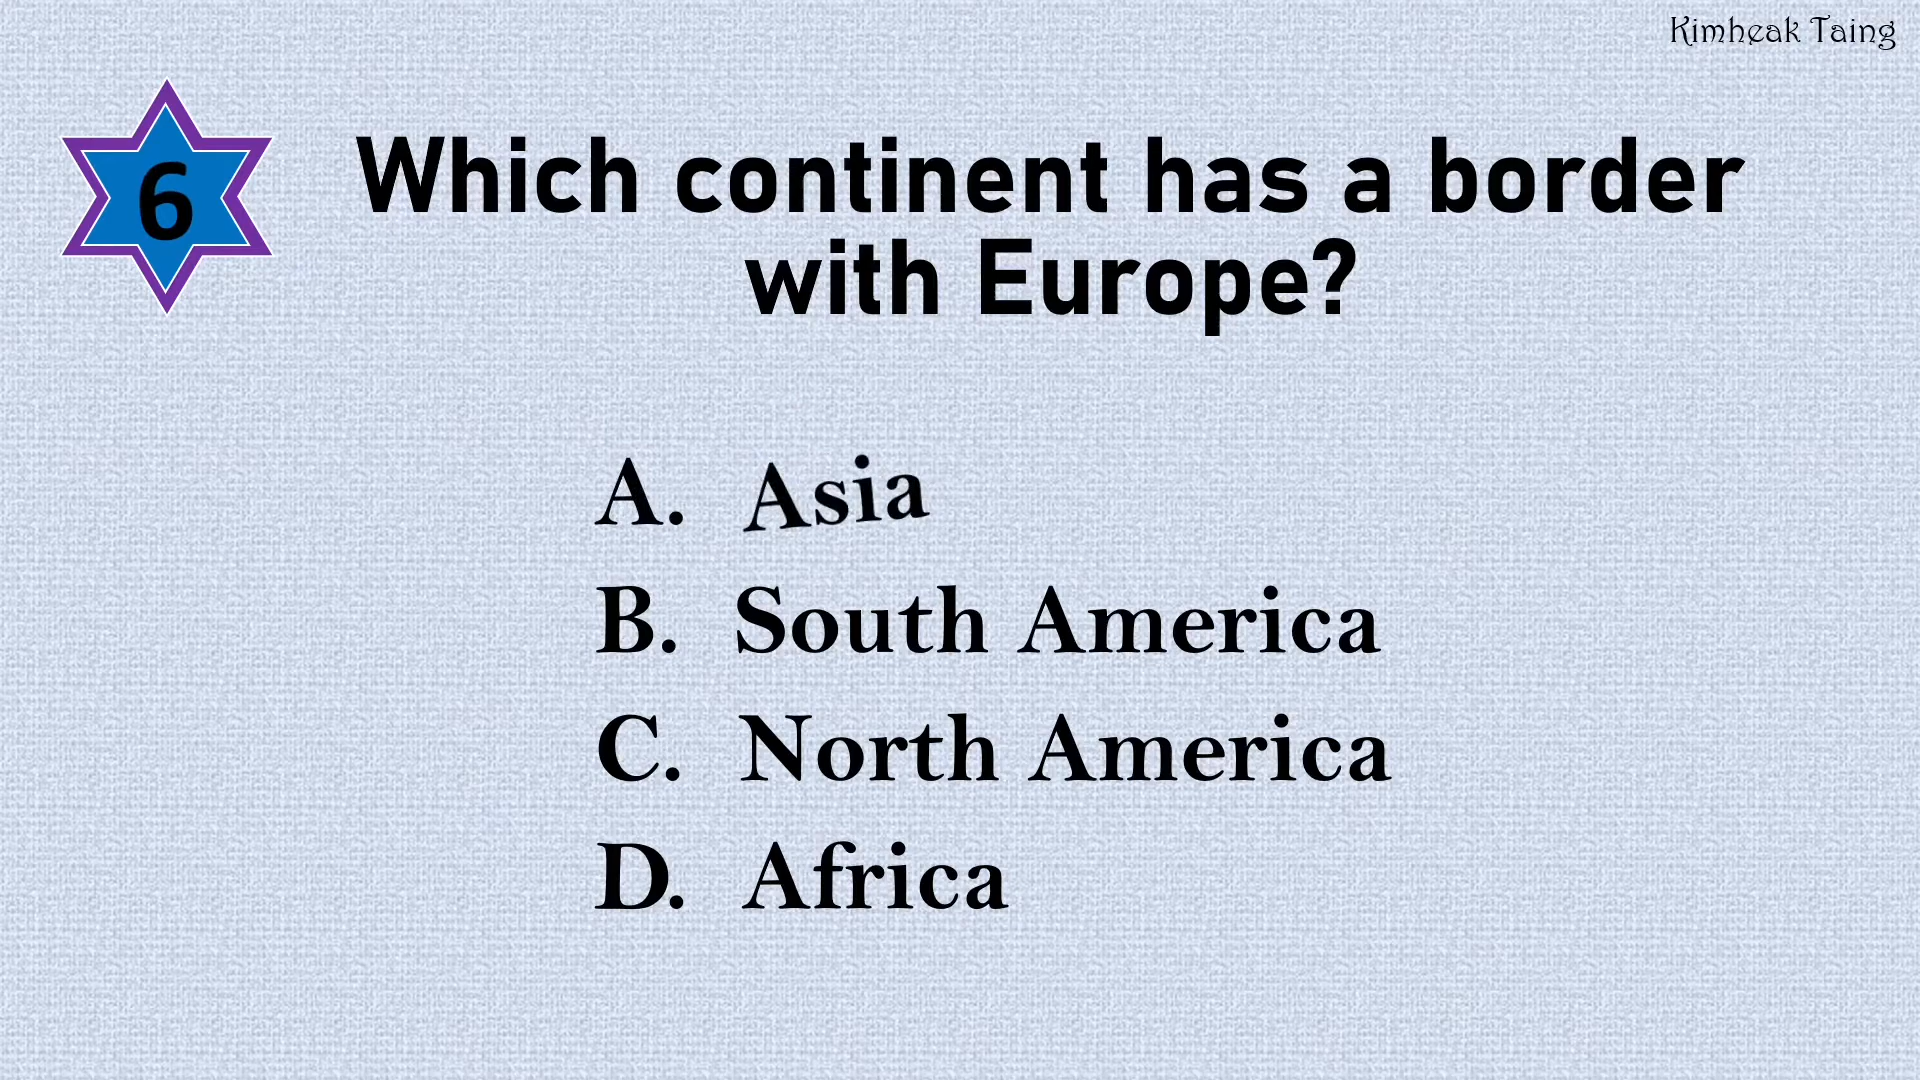 Kimheak Taing
6
Which continent has a border
with Europe?
A. Asia
B. South America
C. North America
D. Africa